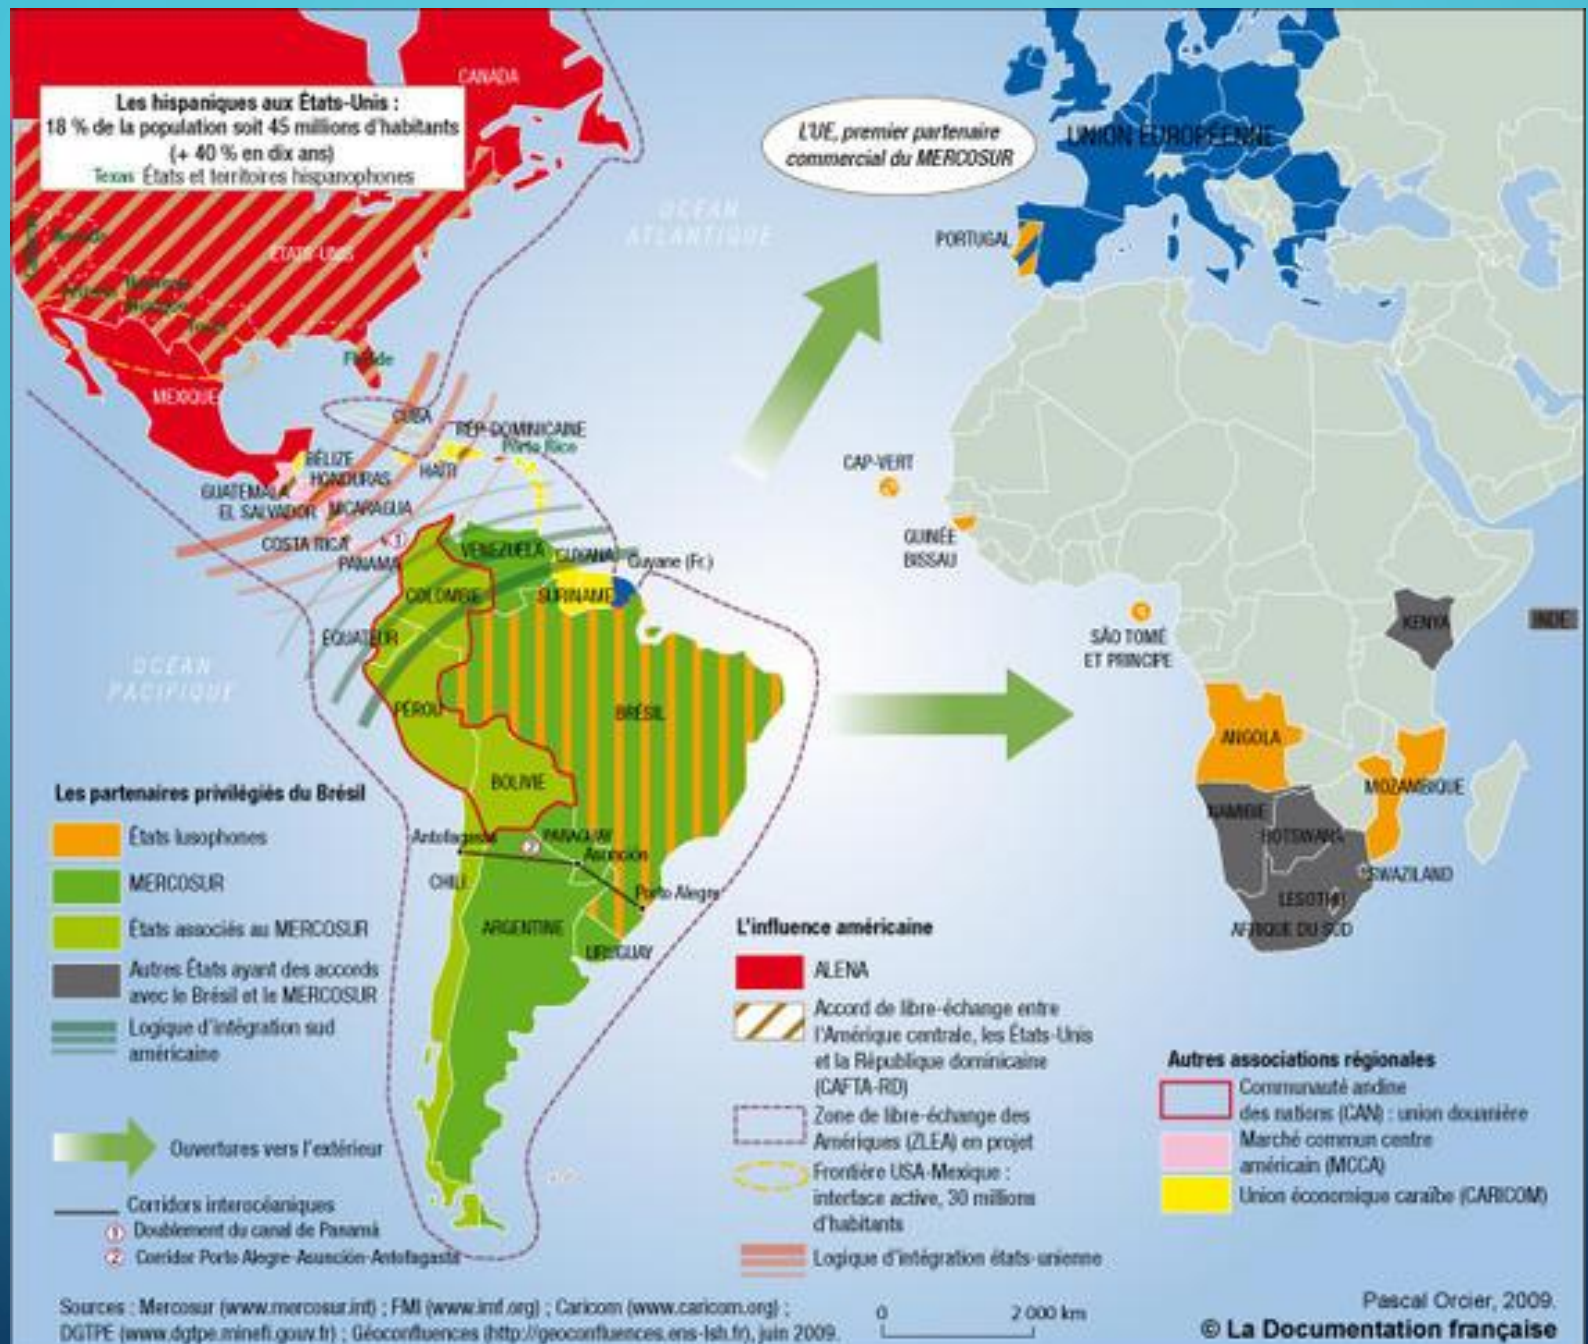 CANADA
Les hispaniques aux États-Unis :
18 % de la population soit 45 millions d'habitants
(+ 40 % en dix ans)
Texas États et territoires hispanophones
L'UE, premier partenaire
commercial du MERCOSUR
UNION EUROPÉENNE
OCÉAN
ATLANTIQUE
PORTUGAL
ÉTATS-UNIS
Floride
MEXIQUE
CUBA
RÉP. DOMINICAINE
Porto Rico
BÉLIZE
HAÏTI
HONDURAS
GUATEMALA
EL SALVADOR
NICARAGUA
COSTA RICA
1
PANAMA
CAP-VERT
GUINÉE
BISSAU
VENEZUELA
GUYANA
Guyane (Fr.)
COLOMBIE
SURINAME
ÉQUATEUR
SÃO TOMÉ
ET PRINCIPE
KENYA
INDE
OCÉAN
PACIFIQUE
PÉROU
BRÉSIL
ANGOLA
BOLIVIE
MOZAMBIQUE
NAMIBIE
BOTSWANA
Antofagasta
2
PARAGUAY
Asunción
CHILI
Porto Alegre
SWAZILAND
LESOTHO
AFRIQUE DU SUD
ARGENTINE
URUGUAY
Les partenaires privilégiés du Brésil
États lusophones
MERCOSUR
États associés au MERCOSUR
Autres États ayant des accords
avec le Brésil et le MERCOSUR
Logique d'intégration sud
américaine
Ouvertures vers l'extérieur
Corridors interocéaniques
1 Doublement du canal de Panamá
2 Corridor Porto Alegre-Asunción-Antofagasta
L'influence américaine
ALENA
Accord de libre-échange entre
l'Amérique centrale, les États-Unis
et la République dominicaine
(CAFTA-RD)
Zone de libre-échange des
Amériques (ZLEA) en projet
Frontière USA-Mexique :
interface active, 30 millions
d'habitants
Logique d'intégration états-unienne
Autres associations régionales
Communauté andine
des nations (CAN) : union douanière
Marché commun centre
américain (MCCA)
Union économique caraïbe (CARICOM)
Sources : Mercosur (www.mercosur.int) ; FMI (www.imf.org) ; Caricom (www.caricom.org) ;
DGTPE (www.dgtpe.minefi.gouv.fr) ; Géoconfluences (http://geoconfluences.ens-lsh.fr), juin 2009.
0 2 000 km
Pascal Orcier, 2009.
© La Documentation française